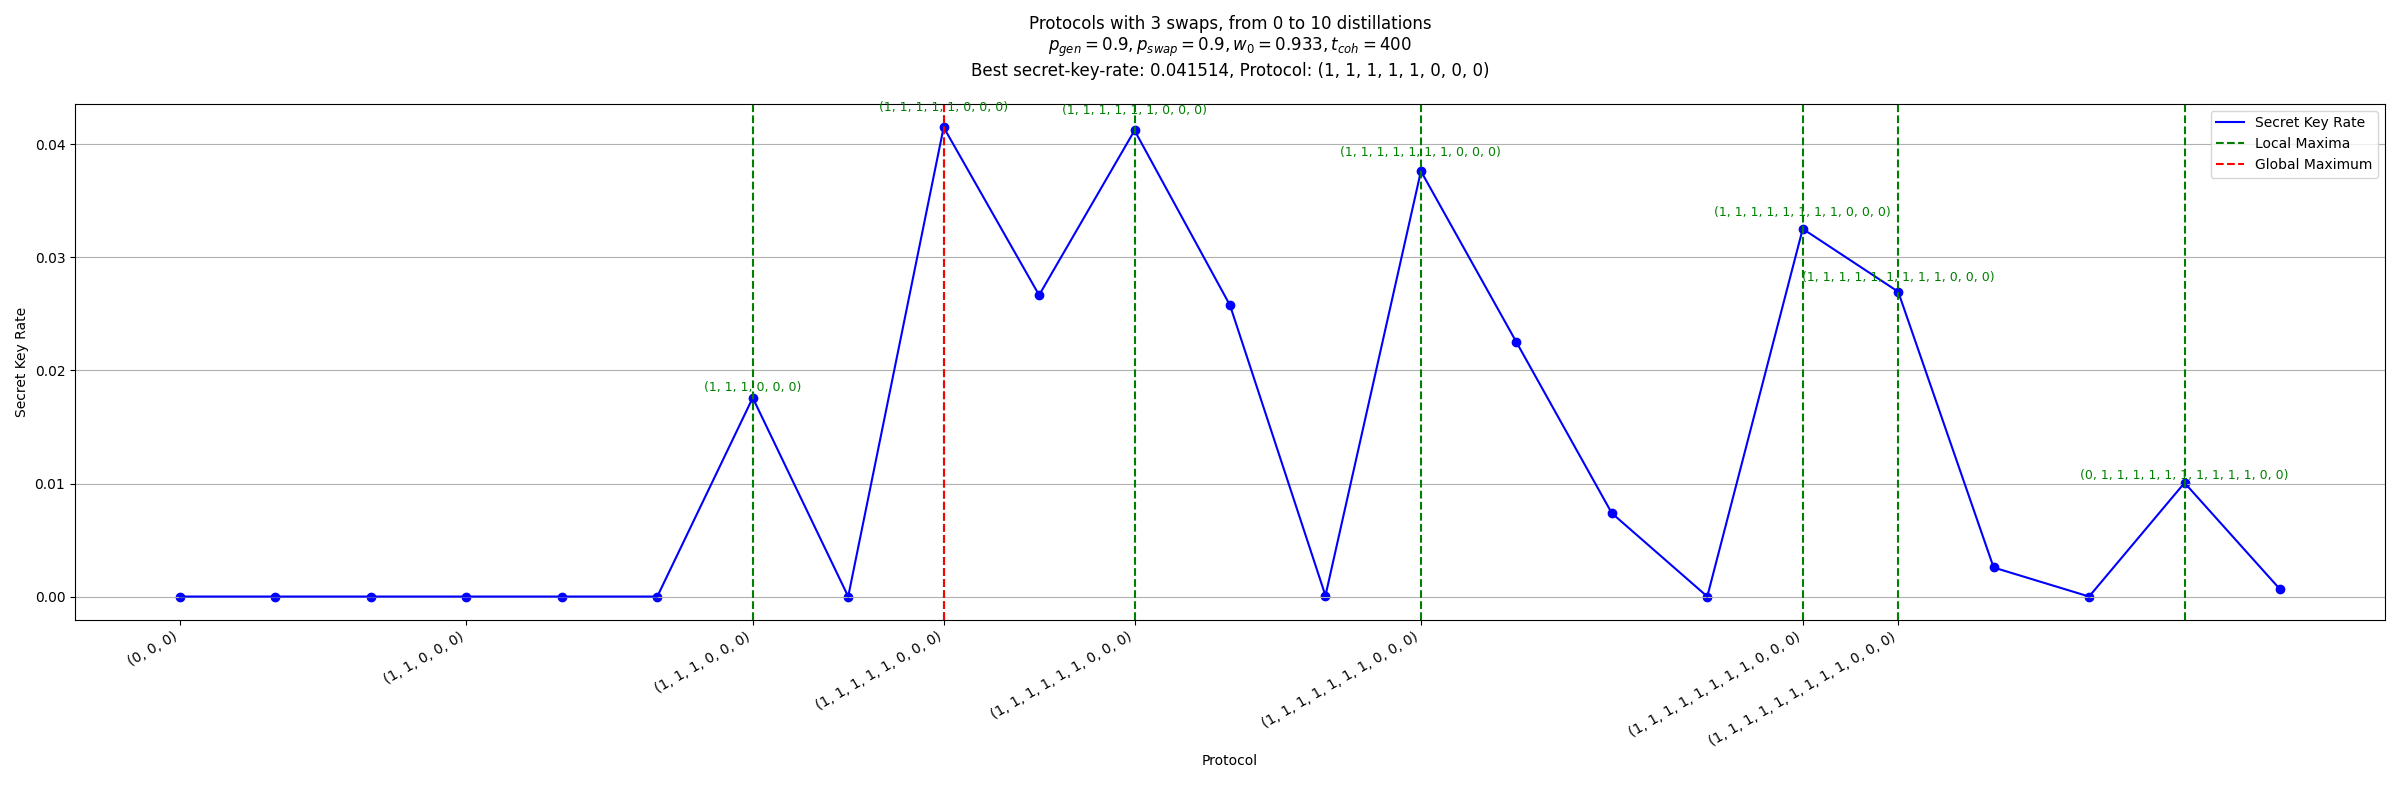 Protocols with 3 swaps, from 0 to 10 distillations
p_gen = 0.9, p_swap = 0.9, w_0 = 0.933, t_coh = 400
Best secret-key-rate: 0.041514, Protocol: (1, 1, 1, 1, 1, 0, 0, 0)
(1, 1, 1, 1, 1, 0, 0, 0)
(1, 1, 1, 1, 1, 1, 0, 0, 0)
(1, 1, 1, 1, 1, 1, 1, 0, 0, 0)
(1, 1, 1, 1, 1, 1, 1, 1, 0, 0, 0)
(1, 1, 1, 1, 1, 1, 1, 1, 1, 0, 0, 0)
(1, 1, 1, 0, 0, 0)
(0, 1, 1, 1, 1, 1, 1, 1, 1, 1, 1, 0, 0)
Secret Key Rate
Local Maxima
Global Maximum
0.04
0.03
0.02
0.01
0.00
Secret Key Rate
(0, 0, 0)
(1, 1, 0, 0, 0)
(1, 1, 1, 0, 0, 0)
(1, 1, 1, 1, 1, 0, 0, 0)
(1, 1, 1, 1, 1, 1, 0, 0, 0)
(1, 1, 1, 1, 1, 1, 1, 0, 0, 0)
(1, 1, 1, 1, 1, 1, 1, 1, 0, 0, 0)
(1, 1, 1, 1, 1, 1, 1, 1, 1, 0, 0, 0)
Protocol